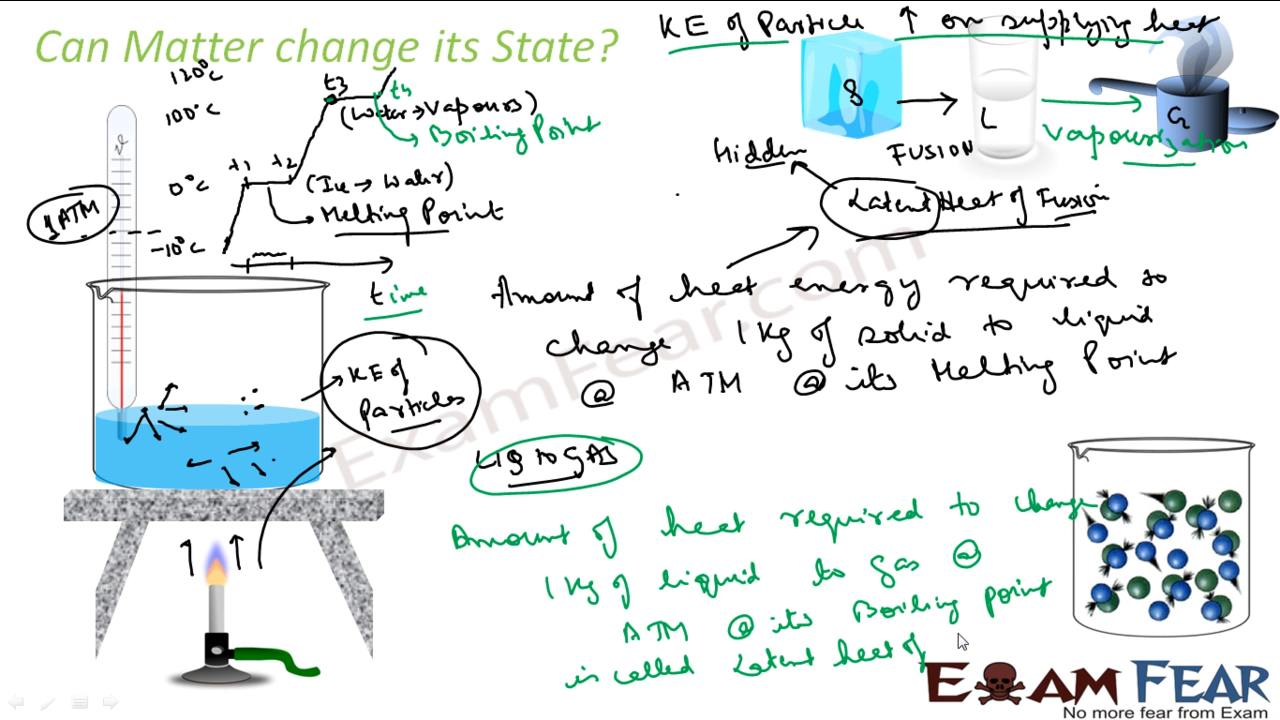 Can Matter change its State?
KE of Particle ↑ on supplying heat
120°C
100°C
0°C
-10°C
1 ATM
t1 t2
t3 t4
(Water → Vapours)
Boiling Point
(Ice → Water)
Melting Point
time
S
L
G
FUSION
Vapourisation
Hidden
Latent Heat of Fusion
Amount of heat energy required to
change 1 Kg of solid to liquid
@ ATM @ its Melting Point
KE of
Particles
Liq to GAS
Amount of heat required to change
1 Kg of liquid to gas @
ATM @ its Boiling point
is called Latent heat of
ExamFear.com
EXAM FEAR
No more fear from Exam